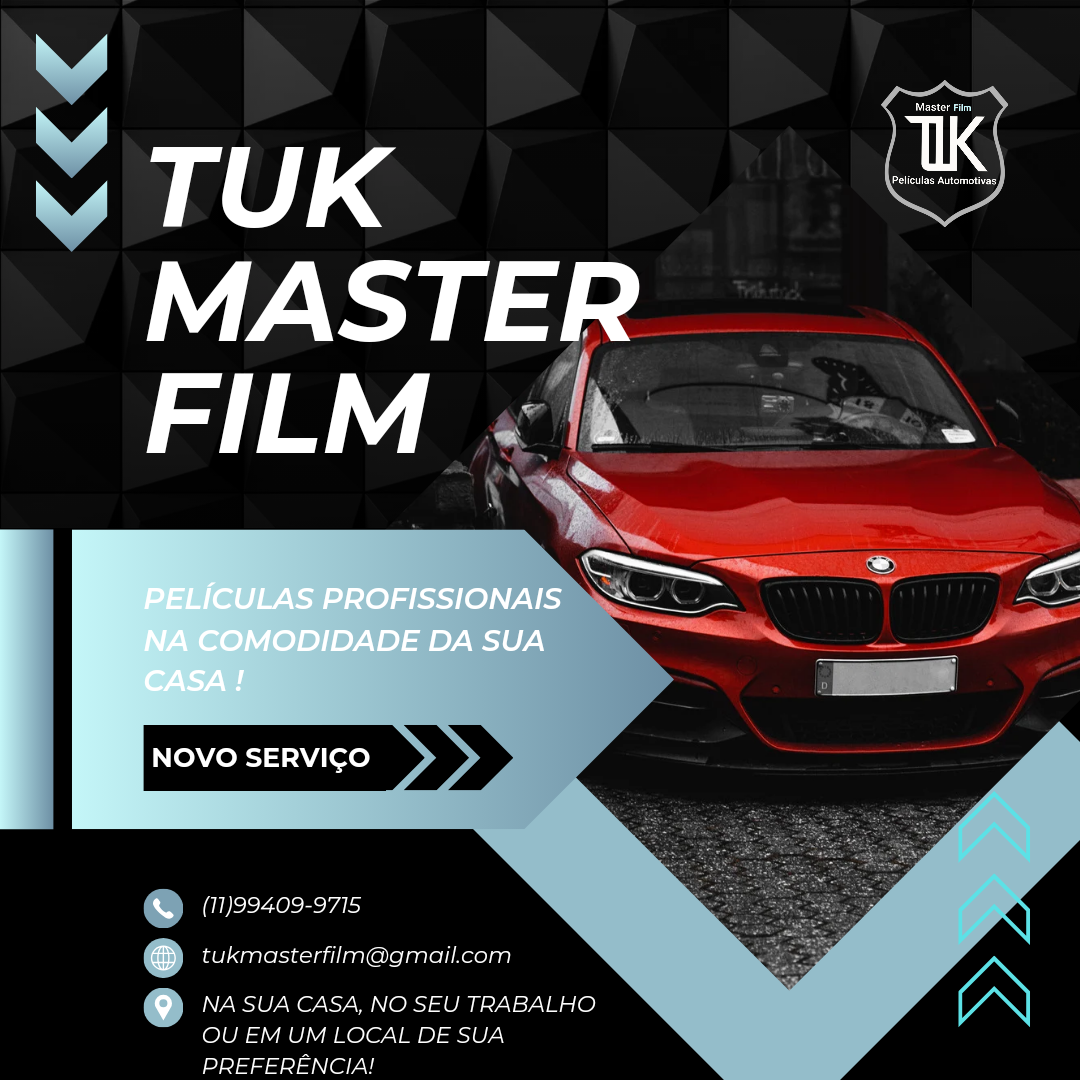 Master Film
TUK
Películas Automotivas
TUK
MASTER
FILM
PELÍCULAS PROFISSIONAIS
NA COMODIDADE DA SUA
CASA !
NOVO SERVIÇO
(11)99409-9715
tukmasterfilm@gmail.com
NA SUA CASA, NO SEU TRABALHO
OU EM UM LOCAL DE SUA
PREFERÊNCIA!
D